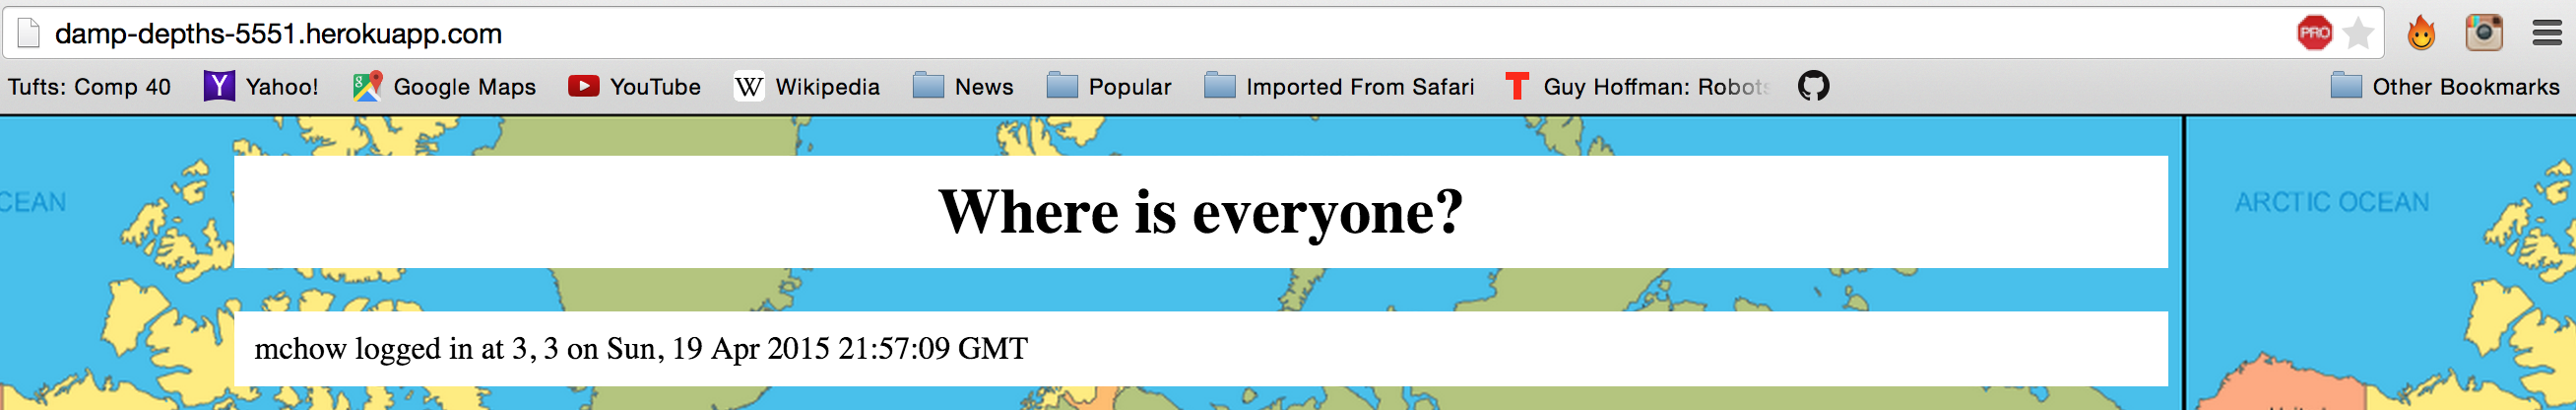 damp-depths-5551.herokuapp.com
PRO
Tufts: Comp 40 Yahoo! Google Maps YouTube W Wikipedia News Popular Imported From Safari Guy Hoffman: Robots Other Bookmarks
CEAN
ARCTIC OCEAN
Where is everyone?
mchow logged in at 3, 3 on Sun, 19 Apr 2015 21:57:09 GMT